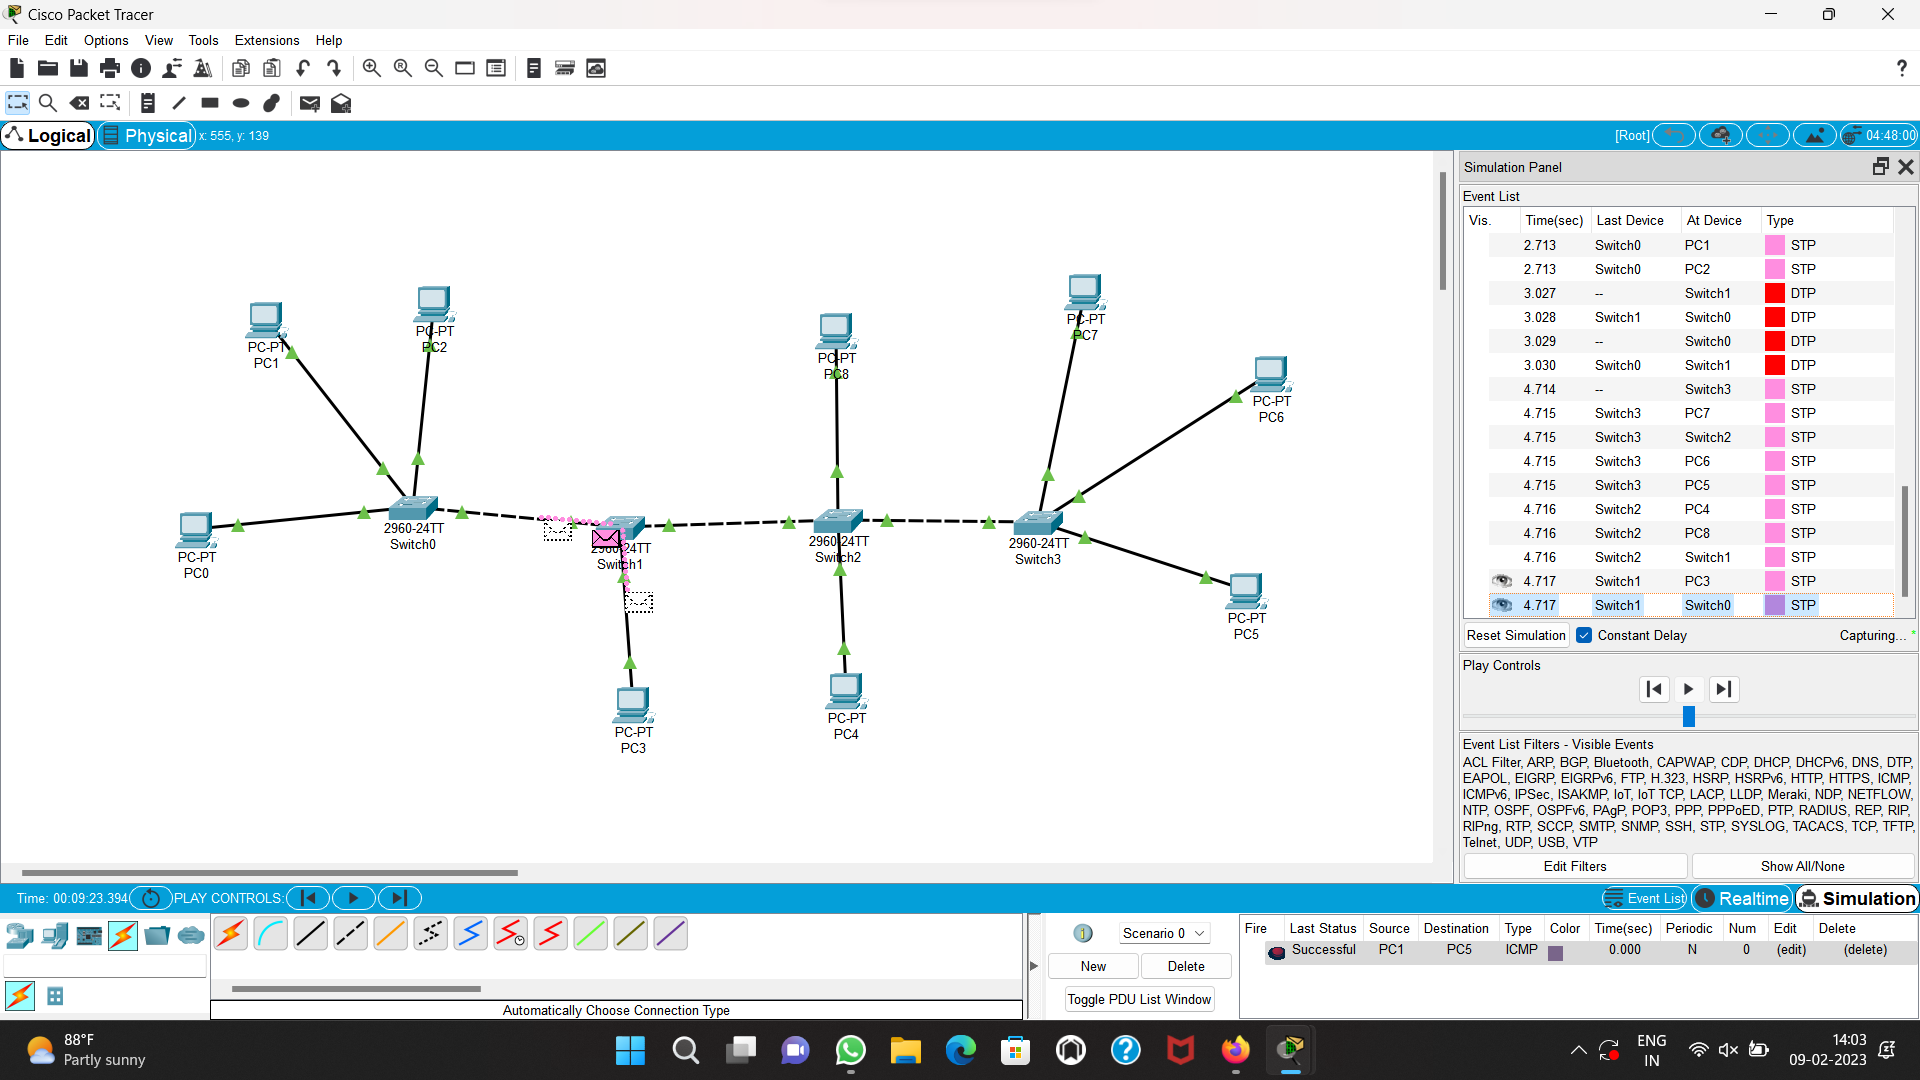 Cisco Packet Tracer
File Edit Options View Tools Extensions Help
Logical Physical x: 555, y: 139 [Root] 04:48:00
PC-PT
PC1
PC-PT
PC2
PC-PT
PC8
PC-PT
PC7
PC-PT
PC6
PC-PT
PC0
2960-24TT
Switch0
2960-24TT
Switch1
2960-24TT
Switch2
2960-24TT
Switch3
PC-PT
PC5
PC-PT
PC3
PC-PT
PC4
Simulation Panel
Event List
Vis. Time(sec) Last Device At Device Type
2.713 Switch0 PC1 STP
2.713 Switch0 PC2 STP
3.027 -- Switch1 DTP
3.028 Switch1 Switch0 DTP
3.029 -- Switch0 DTP
3.030 Switch0 Switch1 DTP
4.714 -- Switch3 STP
4.715 Switch3 PC7 STP
4.715 Switch3 Switch2 STP
4.715 Switch3 PC6 STP
4.715 Switch3 PC5 STP
4.716 Switch2 PC4 STP
4.716 Switch2 PC8 STP
4.716 Switch2 Switch1 STP
4.717 Switch1 PC3 STP
4.717 Switch1 Switch0 STP
Reset Simulation Constant Delay Capturing... *
Play Controls
Event List Filters - Visible Events
ACL Filter, ARP, BGP, Bluetooth, CAPWAP, CDP, DHCP, DHCPv6, DNS, DTP,
EAPOL, EIGRP, EIGRPv6, FTP, H.323, HSRP, HSRPv6, HTTP, HTTPS, ICMP,
ICMPv6, IPSec, ISAKMP, IoT, IoT TCP, LACP, LLDP, Meraki, NDP, NETFLOW,
NTP, OSPF, OSPFv6, PAgP, POP3, PPP, PPPoED, PTP, RADIUS, REP, RIP,
RIPng, RTP, SCCP, SMTP, SNMP, SSH, STP, SYSLOG, TACACS, TCP, TFTP,
Telnet, UDP, USB, VTP
Edit Filters Show All/None
Time: 00:09:23.394 PLAY CONTROLS: Event List Realtime Simulation
Scenario 0
New Delete
Toggle PDU List Window
Fire Last Status Source Destination Type Color Time(sec) Periodic Num Edit Delete
Successful PC1 PC5 ICMP 0.000 N 0 (edit) (delete)
Automatically Choose Connection Type
88°F
Partly sunny
ENG
IN
14:03
09-02-2023